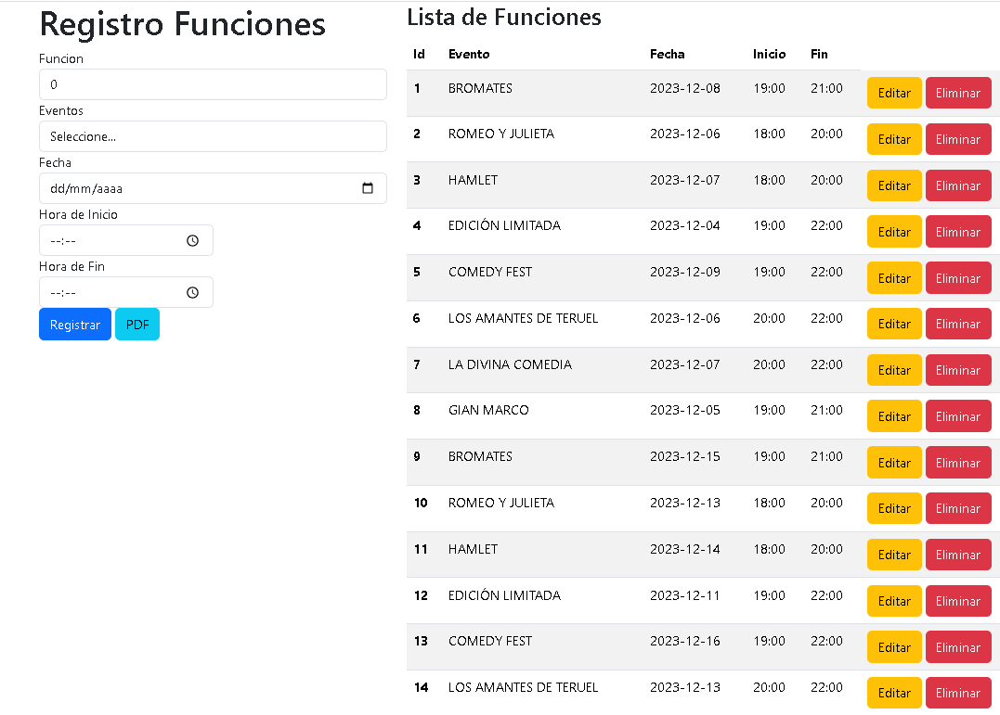 Registro Funciones
Funcion
0
Eventos
Seleccione...
Fecha
dd/mm/aaaa
Hora de Inicio
--:--
Hora de Fin
--:--
Registrar PDF
Lista de Funciones
Id Evento Fecha Inicio Fin
1 BROMATES 2023-12-08 19:00 21:00 Editar Eliminar
2 ROMEO Y JULIETA 2023-12-06 18:00 20:00 Editar Eliminar
3 HAMLET 2023-12-07 18:00 20:00 Editar Eliminar
4 EDICIÓN LIMITADA 2023-12-04 19:00 22:00 Editar Eliminar
5 COMEDY FEST 2023-12-09 19:00 22:00 Editar Eliminar
6 LOS AMANTES DE TERUEL 2023-12-06 20:00 22:00 Editar Eliminar
7 LA DIVINA COMEDIA 2023-12-07 20:00 22:00 Editar Eliminar
8 GIAN MARCO 2023-12-05 19:00 21:00 Editar Eliminar
9 BROMATES 2023-12-15 19:00 21:00 Editar Eliminar
10 ROMEO Y JULIETA 2023-12-13 18:00 20:00 Editar Eliminar
11 HAMLET 2023-12-14 18:00 20:00 Editar Eliminar
12 EDICIÓN LIMITADA 2023-12-11 19:00 22:00 Editar Eliminar
13 COMEDY FEST 2023-12-16 19:00 22:00 Editar Eliminar
14 LOS AMANTES DE TERUEL 2023-12-13 20:00 22:00 Editar Eliminar